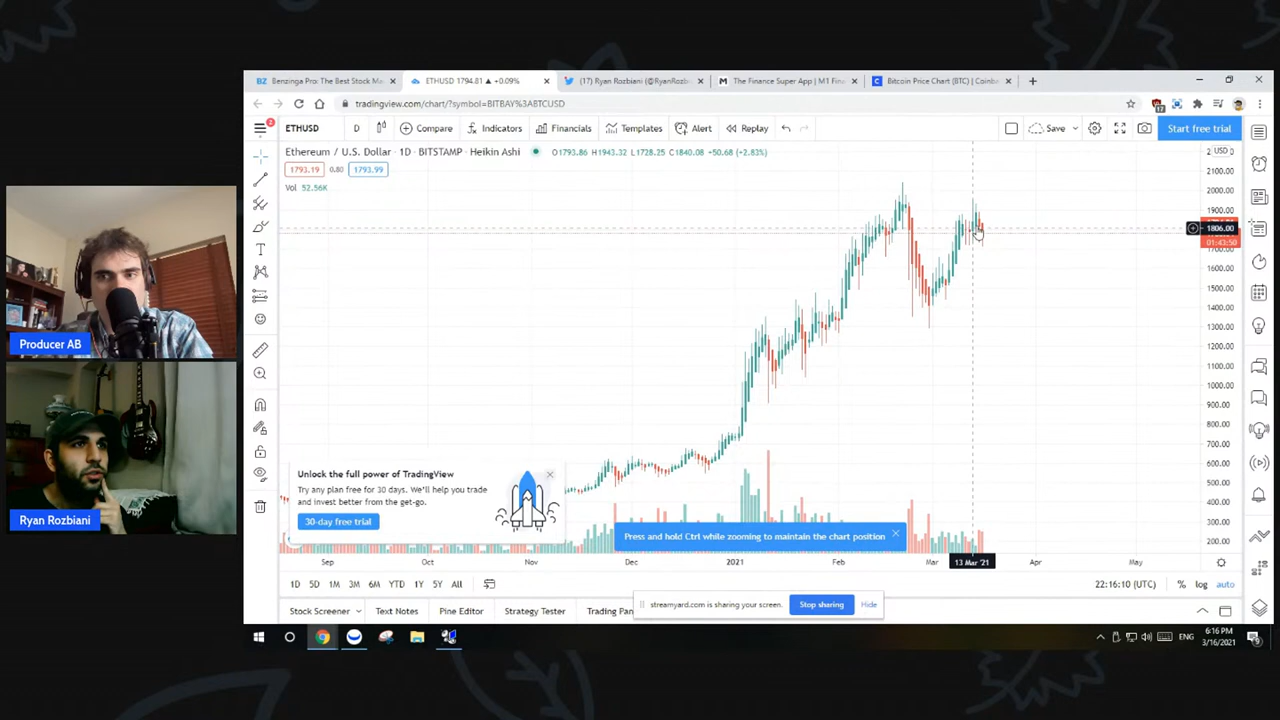 Benzinga Pro: The Best Stock Ma
ETHUSD 1794.81 ▲ +0.09%
(17) Ryan Rozbiani (@RyanRozb
The Finance Super App | M1 Fin
Bitcoin Price Chart (BTC) | Coinb
tradingview.com/chart/?symbol=BITBAY%3ABTCUSD
ETHUSD
D
Compare
Indicators
Financials
Templates
Alert
Replay
Save
Start free trial
Ethereum / U.S. Dollar · 1D · BITSTAMP · Heikin Ashi
O1793.86 H1943.32 L1728.25 C1840.08 +50.68 (+2.83%)
USD
1793.19 0.80 1793.99
Vol 52.56K
2100.00
2000.00
1900.00
1806.00
01:43:50
1700.00
1600.00
1500.00
1400.00
1300.00
1200.00
1100.00
1000.00
900.00
800.00
700.00
600.00
500.00
400.00
300.00
200.00
Producer AB
Ryan Rozbiani
Unlock the full power of TradingView
Try any plan free for 30 days. We'll help you trade
and invest better from the get-go.
30-day free trial
Press and hold Ctrl while zooming to maintain the chart position
Sep Oct Nov Dec 2021 Feb Mar 13 Mar '21 Apr May
1D 5D 1M 3M 6M YTD 1Y 5Y All
22:16:10 (UTC) % log auto
Stock Screener Text Notes Pine Editor Strategy Tester Trading Pan
streamyard.com is sharing your screen. Stop sharing Hide
ENG
6:16 PM
3/16/2021